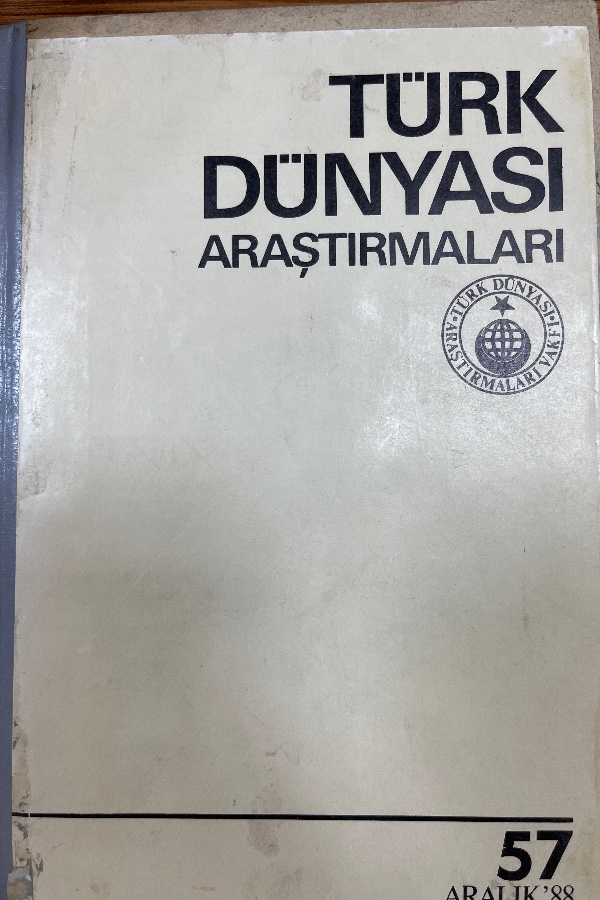 TÜRK
DÜNYASI
ARAŞTIRMALARI
TÜRK DÜNYASI
ARAŞTIRMALARI VAKFI
57
ARALIK '88